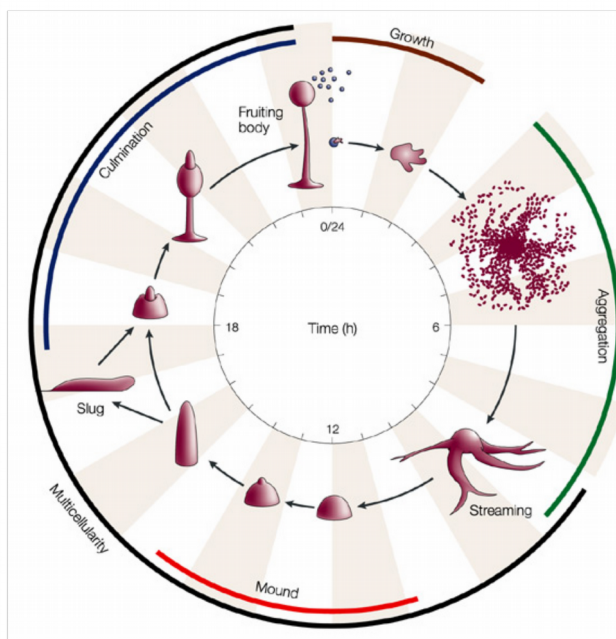 Growth
Fruiting
body
Culmination
0/24
Aggregation
18
Time (h)
6
Slug
12
Streaming
Multicellularity
Mound